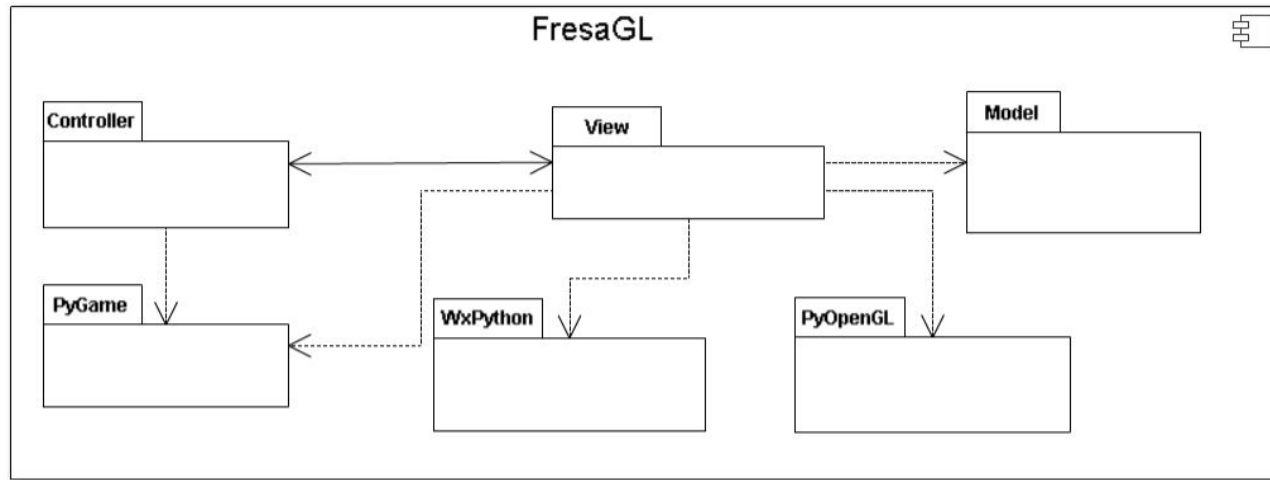 FresaGL
Controller
View
Model
PyGame
WxPython
PyOpenGL